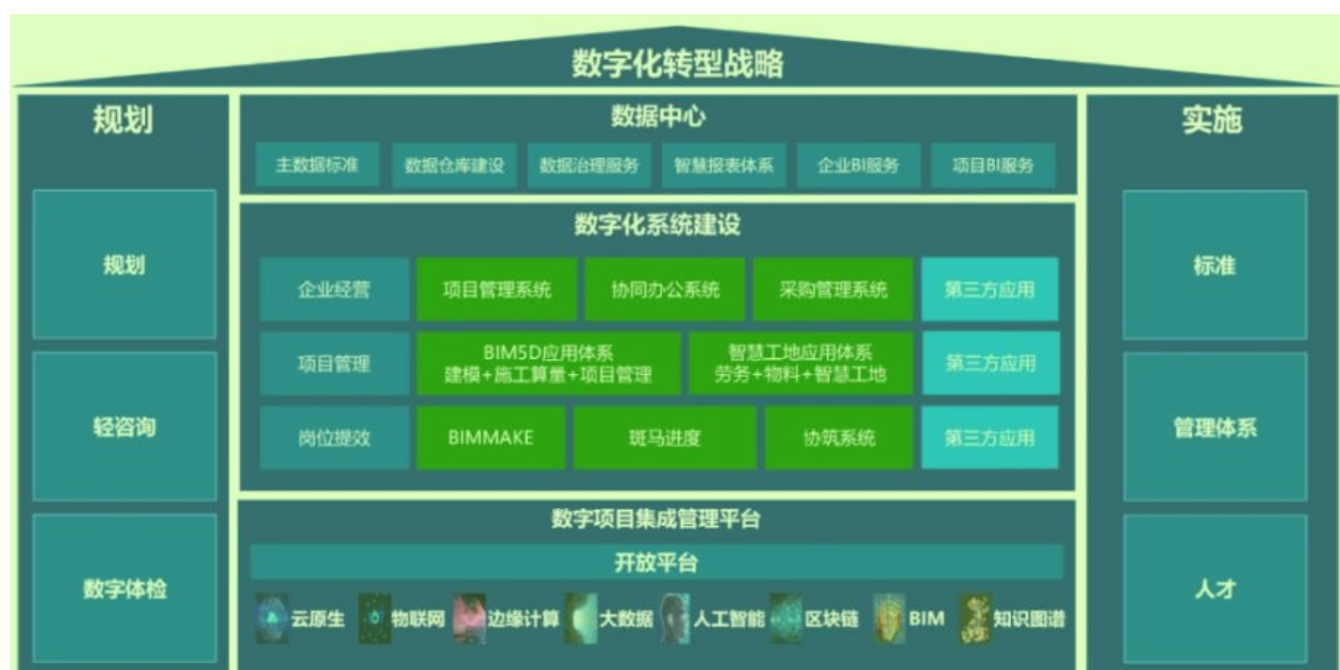 数字化转型战略
规划
规划
轻咨询
数字体检
数据中心
主数据标准
数据仓库建设
数据治理服务
智慧报表体系
企业BI服务
项目BI服务
数字化系统建设
企业经营
项目管理系统
协同办公系统
采购管理系统
第三方应用
项目管理
BIM5D应用体系
建模+施工算量+项目管理
智慧工地应用体系
劳务+物料+智慧工地
第三方应用
岗位提效
BIMMAKE
斑马进度
协筑系统
第三方应用
数字项目集成管理平台
开放平台
云原生
物联网
边缘计算
大数据
人工智能
区块链
BIM
知识图谱
实施
标准
管理体系
人才